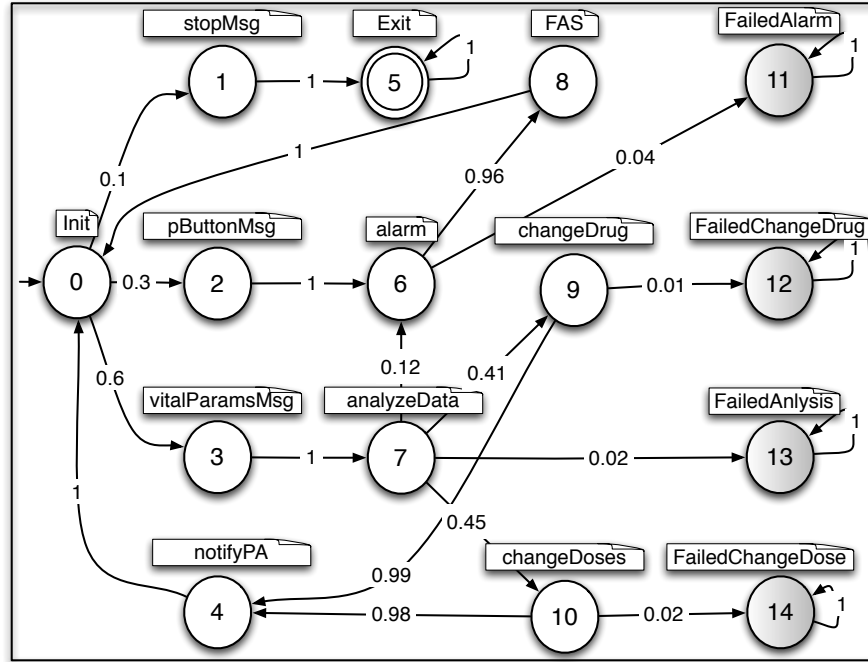 stopMsg
Exit
FAS
FailedAlarm
1
1
5
1
8
11
1
1
0.96
0.04
0.1
Init
pButtonMsg
alarm
changeDrug
FailedChangeDrug
0
0.3
2
1
6
9
0.01
12
1
0.6
0.12
0.41
vitalParamsMsg
analyzeData
FailedAnlysis
3
1
7
0.02
13
1
1
0.45
notifyPA
changeDoses
FailedChangeDose
0.99
4
0.98
10
0.02
14
1